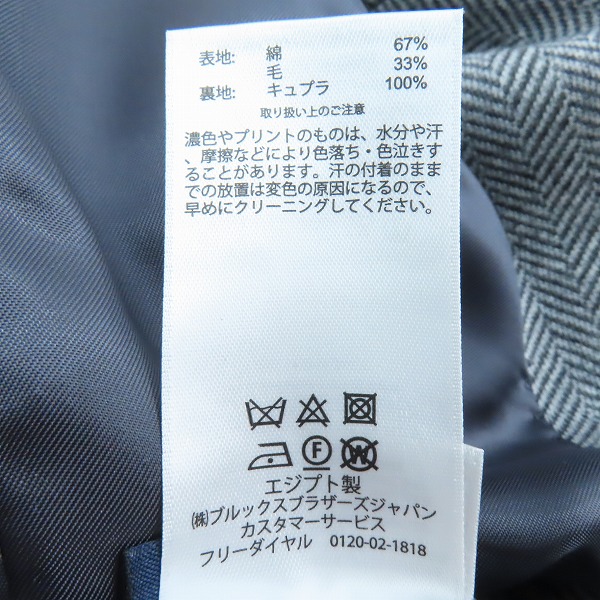 表地: 綿 67%
毛 33%
裏地: キュプラ 100%
取り扱い上のご注意
濃色やプリントのものは、水分や汗
、摩擦などにより色落ち・色泣きす
ることがあります。汗の付着のまま
での放置は変色の原因になるので、
早めにクリーニングしてください。
F W
エジプト製
㈱ブルックスブラザーズジャパン
カスタマーサービス
フリーダイヤル 0120-02-1818